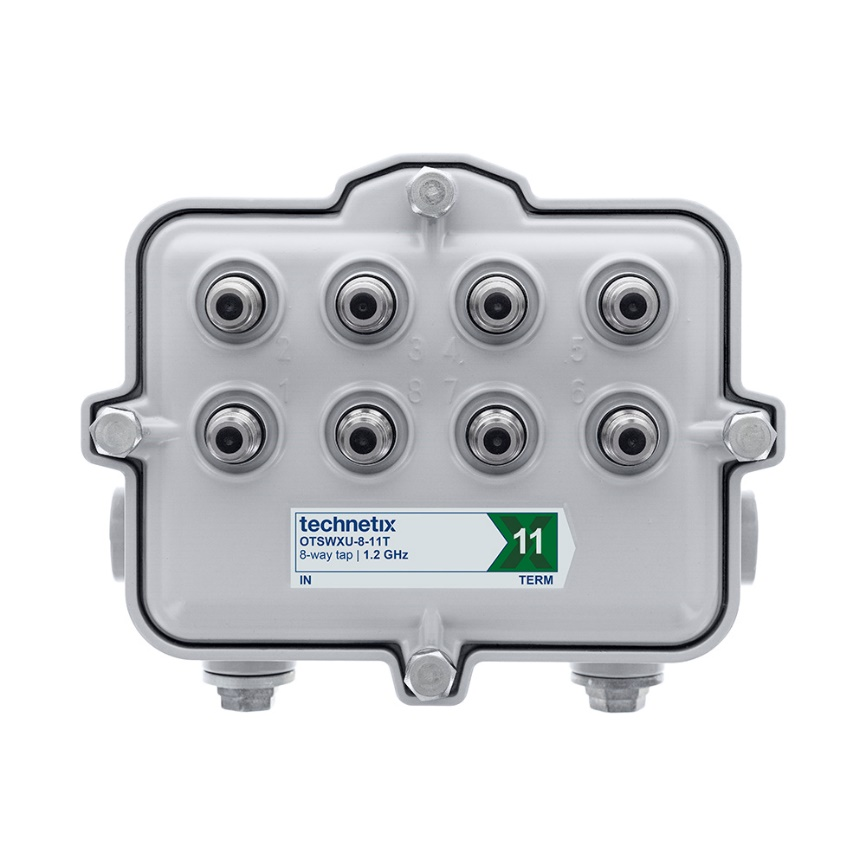 2 3 4 5
1 8 7 6
technetix
OTSWXU-8-11T
8-way tap | 1.2 GHz
X 11
IN TERM